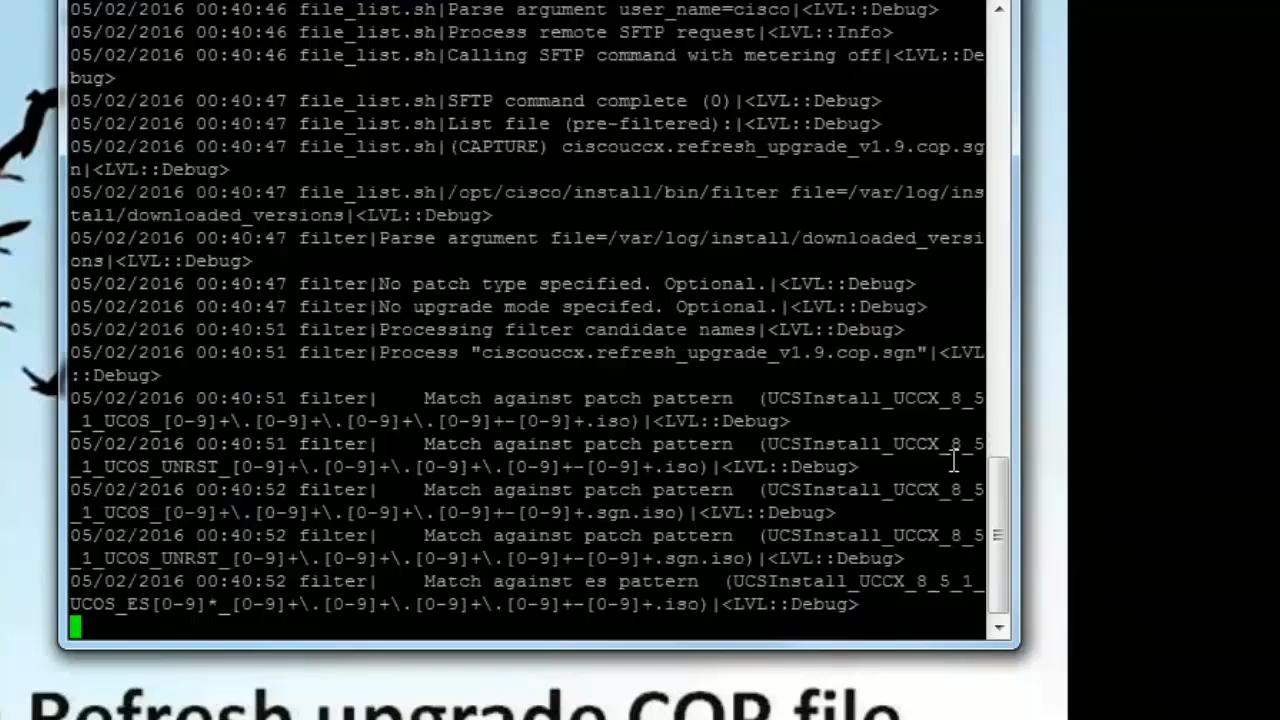 05/02/2016 00:40:46 file_list.sh|Parse argument user_name=cisco|<LVL::Debug>
05/02/2016 00:40:46 file_list.sh|Process remote SFTP request|<LVL::Info>
05/02/2016 00:40:46 file_list.sh|Calling SFTP command with metering off|<LVL::De
bug>
05/02/2016 00:40:47 file_list.sh|SFTP command complete (0)|<LVL::Debug>
05/02/2016 00:40:47 file_list.sh|List file (pre-filtered):|<LVL::Debug>
05/02/2016 00:40:47 file_list.sh|(CAPTURE) ciscouccx.refresh_upgrade_v1.9.cop.sg
n|<LVL::Debug>
05/02/2016 00:40:47 file_list.sh|/opt/cisco/install/bin/filter file=/var/log/ins
tall/downloaded_versions|<LVL::Debug>
05/02/2016 00:40:47 filter|Parse argument file=/var/log/install/downloaded_versi
ons|<LVL::Debug>
05/02/2016 00:40:47 filter|No patch type specified. Optional.|<LVL::Debug>
05/02/2016 00:40:47 filter|No upgrade mode specifed. Optional.|<LVL::Debug>
05/02/2016 00:40:51 filter|Processing filter candidate names|<LVL::Debug>
05/02/2016 00:40:51 filter|Process "ciscouccx.refresh_upgrade_v1.9.cop.sgn"|<LVL
::Debug>
05/02/2016 00:40:51 filter|    Match against patch pattern  (UCSInstall_UCCX_8_5
_1_UCOS_[0-9]+\.[0-9]+\.[0-9]+\.[0-9]+-[0-9]+.iso)|<LVL::Debug>
05/02/2016 00:40:51 filter|    Match against patch pattern  (UCSInstall_UCCX_8_5
_1_UCOS_UNRST_[0-9]+\.[0-9]+\.[0-9]+\.[0-9]+-[0-9]+.iso)|<LVL::Debug>
05/02/2016 00:40:52 filter|    Match against patch pattern  (UCSInstall_UCCX_8_5
_1_UCOS_[0-9]+\.[0-9]+\.[0-9]+\.[0-9]+-[0-9]+.sgn.iso)|<LVL::Debug>
05/02/2016 00:40:52 filter|    Match against patch pattern  (UCSInstall_UCCX_8_5
_1_UCOS_UNRST_[0-9]+\.[0-9]+\.[0-9]+\.[0-9]+-[0-9]+.sgn.iso)|<LVL::Debug>
05/02/2016 00:40:52 filter|    Match against es pattern  (UCSInstall_UCCX_8_5_1_
UCOS_ES[0-9]*_[0-9]+\.[0-9]+\.[0-9]+\.[0-9]+-[0-9]+.iso)|<LVL::Debug>
Refresh upgrade COP file